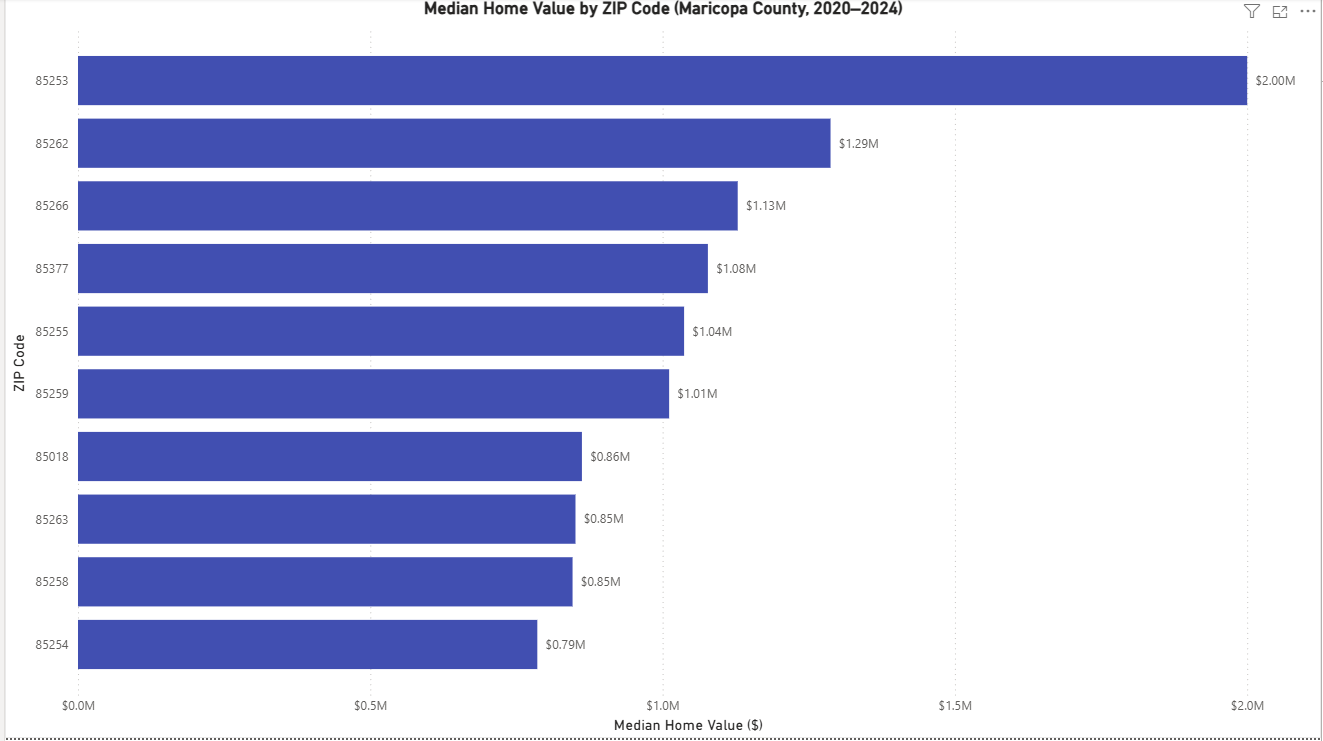 Median Home Value by ZIP Code (Maricopa County, 2020–2024)
ZIP Code
85253 $2.00M
85262 $1.29M
85266 $1.13M
85377 $1.08M
85255 $1.04M
85259 $1.01M
85018 $0.86M
85263 $0.85M
85258 $0.85M
85254 $0.79M
$0.0M $0.5M $1.0M $1.5M $2.0M
Median Home Value ($)